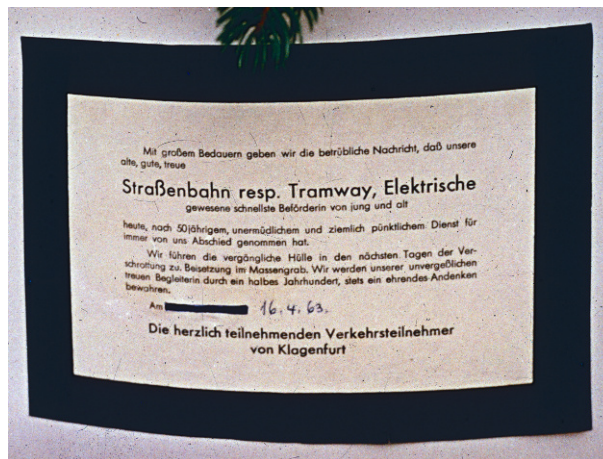 Mit großem Bedauern geben wir die betrübliche Nachricht, daß unsere
alte, gute, treue
Straßenbahn resp. Tramway, Elektrische
gewesene schnellste Beförderin von jung und alt
heute, nach 50jährigem, unermüdlichem und ziemlich pünktlichem Dienst für
immer von uns Abschied genommen hat.
Wir führen die vergängliche Hülle in den nächsten Tagen der Ver-
schrottung zu. Beisetzung im Massengrab. Wir werden unserer unvergeßlichen
treuen Begleiterin durch ein halbes Jahrhundert, stets ein ehrendes Andenken
bewahren.
Am 16. 4. 63.
Die herzlich teilnehmenden Verkehrsteilnehmer
von Klagenfurt